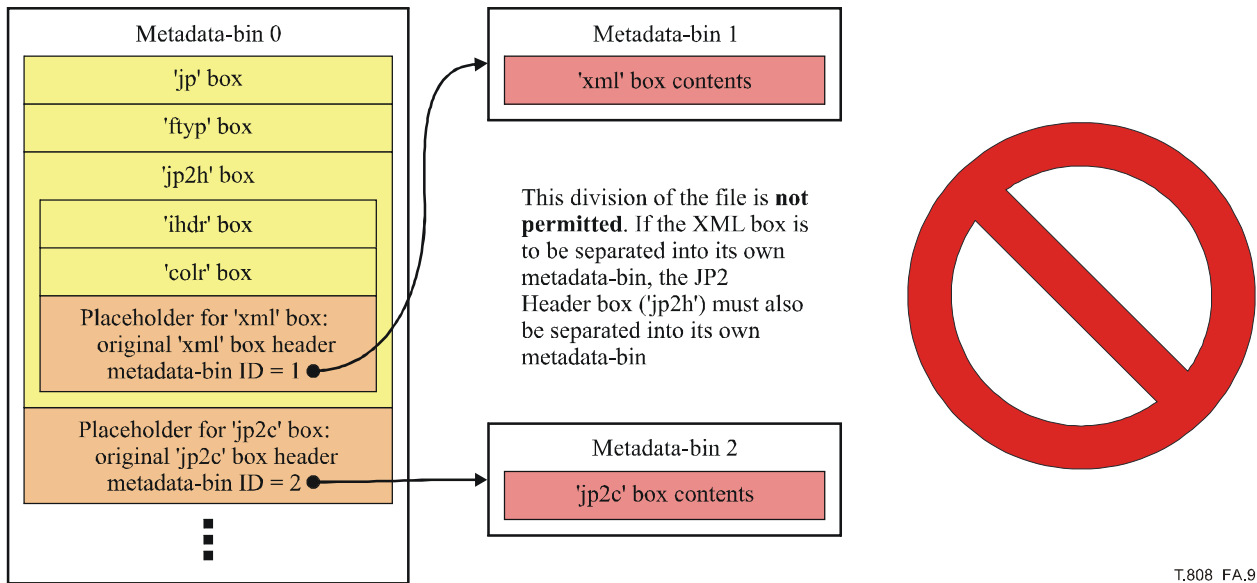 Metadata-bin 0
'jp' box
'ftyp' box
'jp2h' box
'ihdr' box
'colr' box
Placeholder for 'xml' box:
original 'xml' box header
metadata-bin ID = 1
Placeholder for 'jp2c' box:
original 'jp2c' box header
metadata-bin ID = 2
Metadata-bin 1
'xml' box contents
This division of the file is not
permitted. If the XML box is
to be separated into its own
metadata-bin, the JP2
Header box ('jp2h') must also
be separated into its own
metadata-bin
Metadata-bin 2
'jp2c' box contents
T.808_FA.9